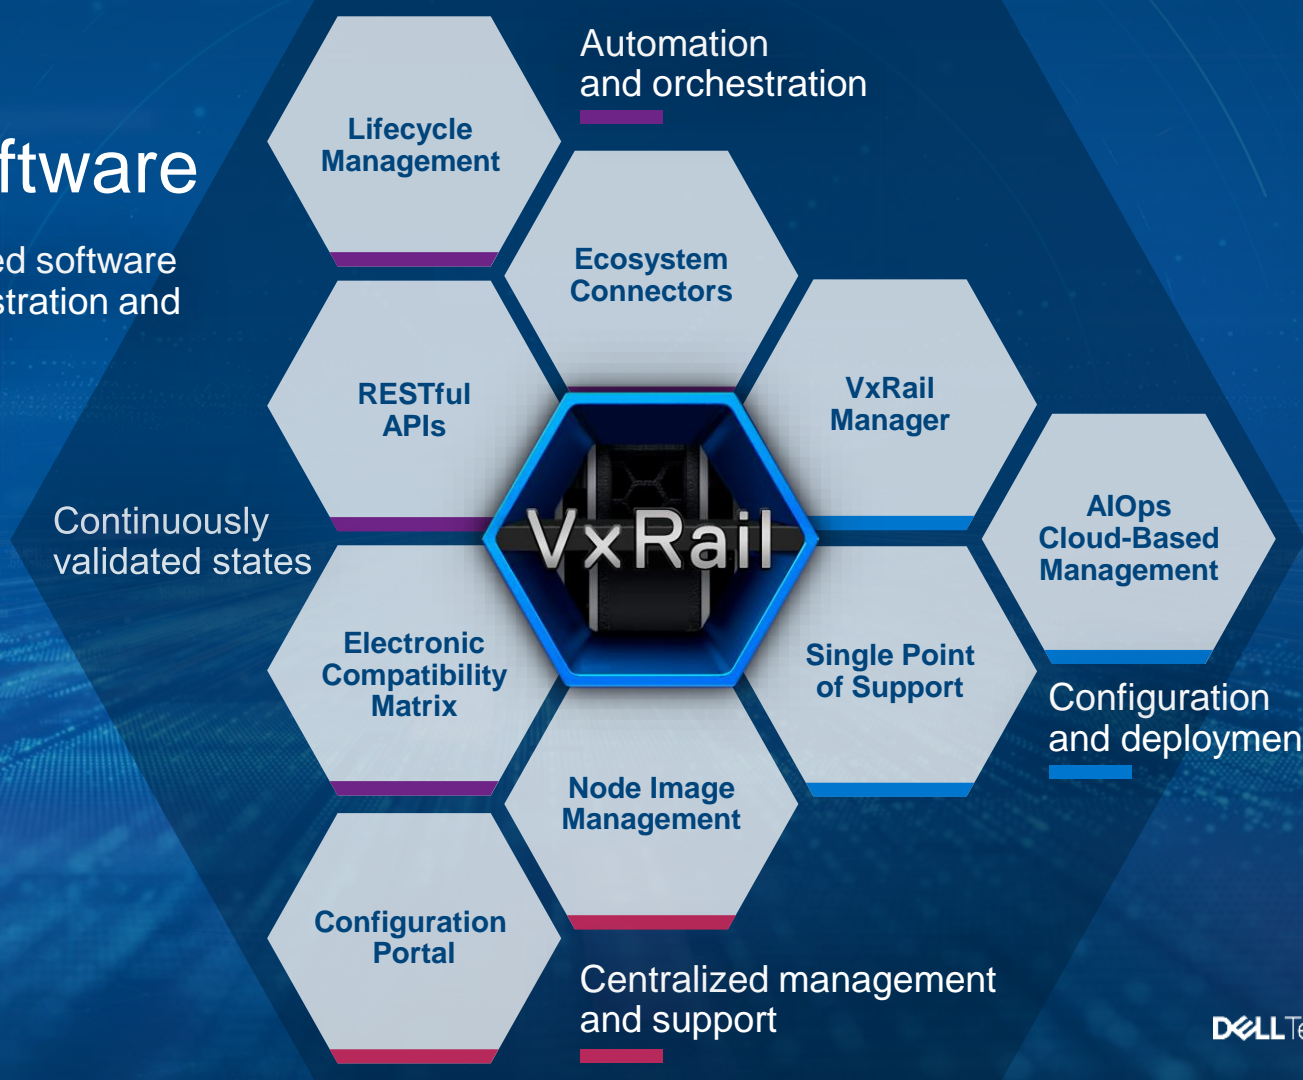 Automation
and orchestration
Lifecycle
Management
ftware
ed software
stration and
Ecosystem
Connectors
RESTful
APIs
VxRail
Manager
AIOps
Cloud-Based
Management
Continuously
validated states
VxRail
Electronic
Compatibility
Matrix
Single Point
of Support
Configuration
and deploymen
Node Image
Management
Configuration
Portal
Centralized management
and support
DELLTe